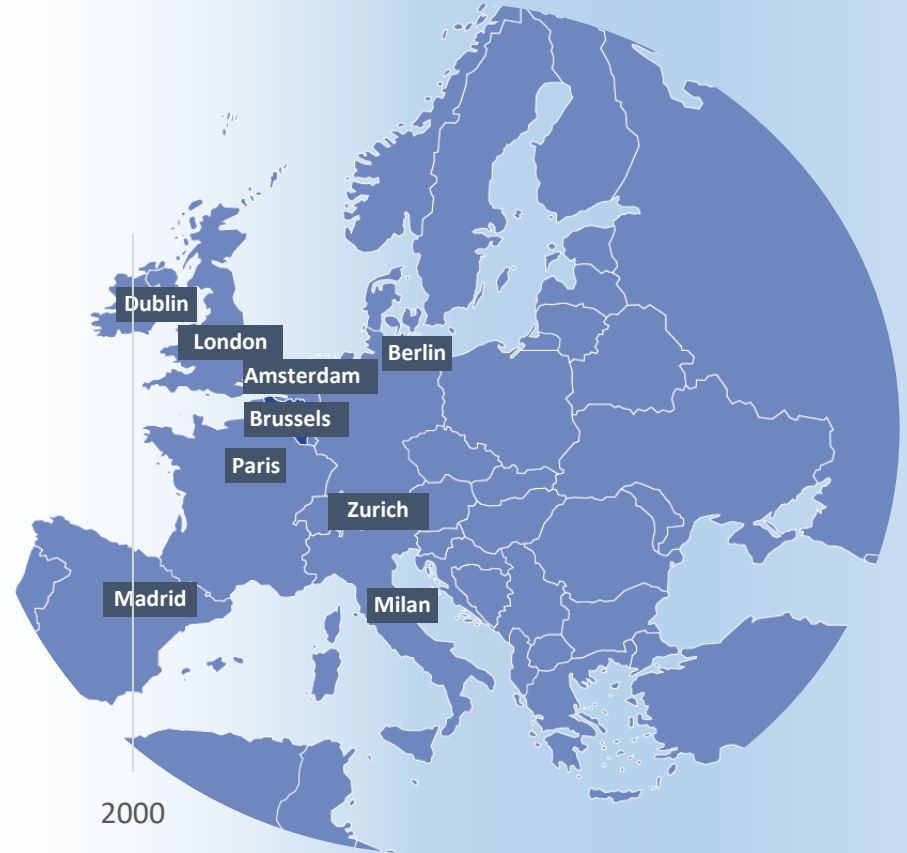 Dublin
London
Berlin
Amsterdam
Brussels
Paris
Zurich
Madrid
Milan
2000